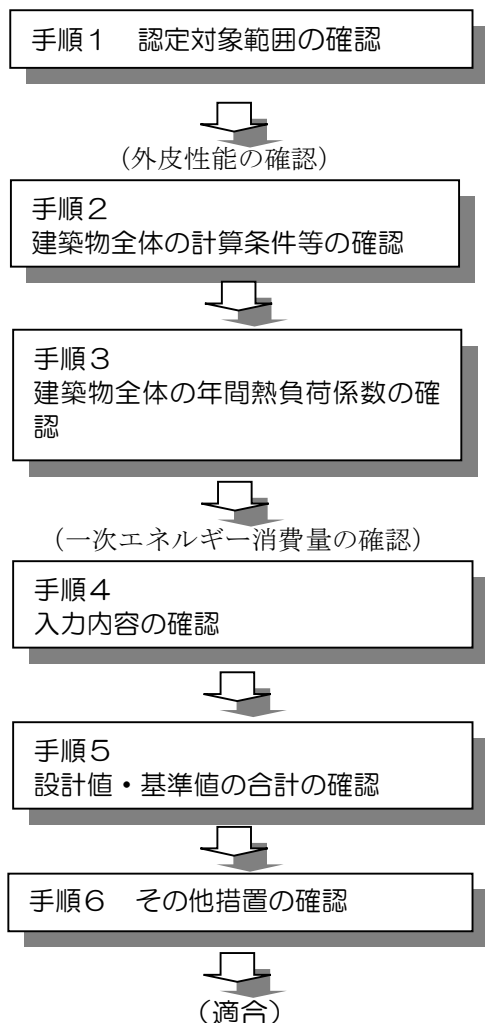 手順１　認定対象範囲の確認
（外皮性能の確認）
手順２
建築物全体の計算条件等の確認
手順３
建築物全体の年間熱負荷係数の確
認
（一次エネルギー消費量の確認）
手順４
入力内容の確認
手順５
設計値・基準値の合計の確認
手順６　その他措置の確認
（適合）